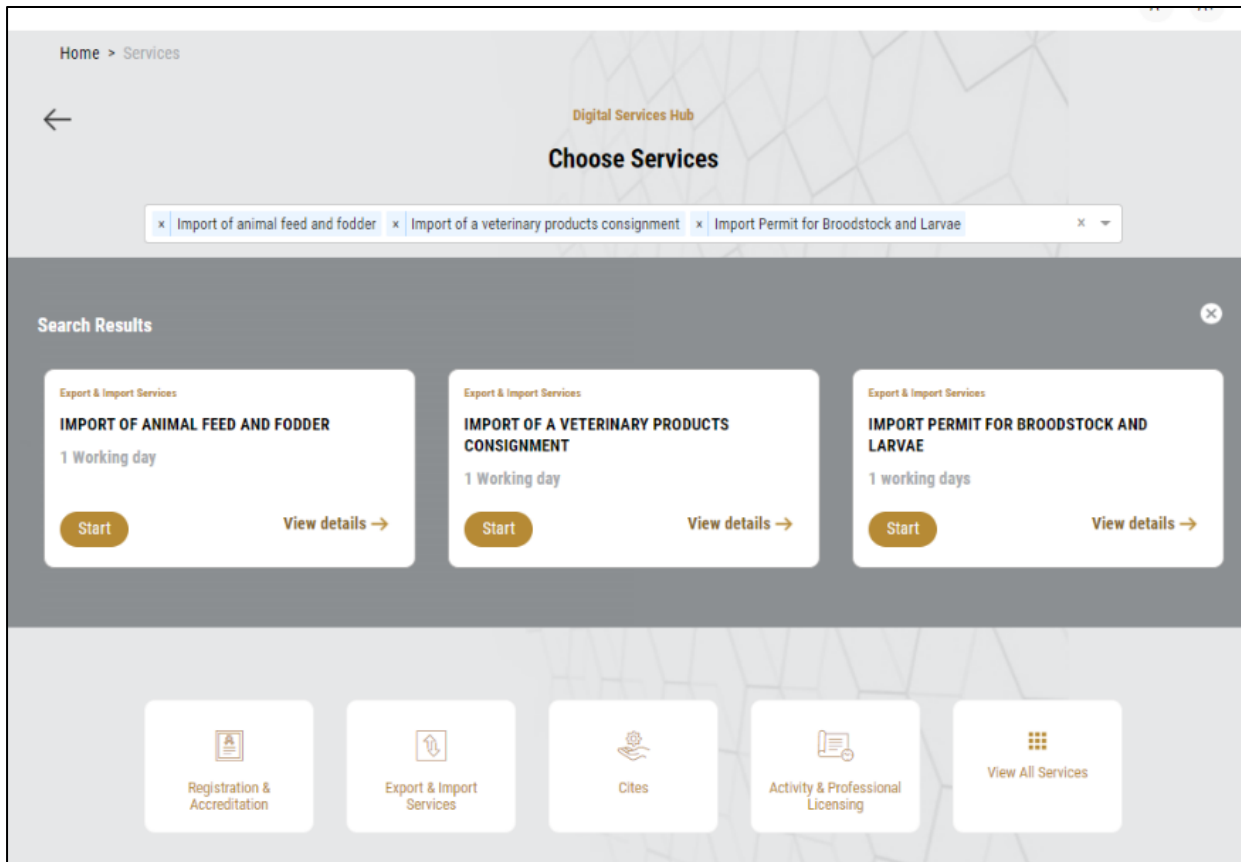 Home > Services
Digital Services Hub
Choose Services
× Import of animal feed and fodder × Import of a veterinary products consignment × Import Permit for Broodstock and Larvae ×
Search Results
Export & Import Services
IMPORT OF ANIMAL FEED AND FODDER
1 Working day
Start View details →
Export & Import Services
IMPORT OF A VETERINARY PRODUCTS
CONSIGNMENT
1 Working day
Start View details →
Export & Import Services
IMPORT PERMIT FOR BROODSTOCK AND
LARVAE
1 working days
Start View details →
Registration &
Accreditation
Export & Import
Services
Cites
Activity & Professional
Licensing
View All Services